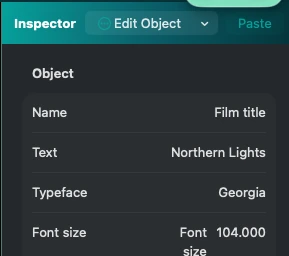 Inspector Edit Object Paste
Object
Name Film title
Text Northern Lights
Typeface Georgia
Font size Font 104.000
size